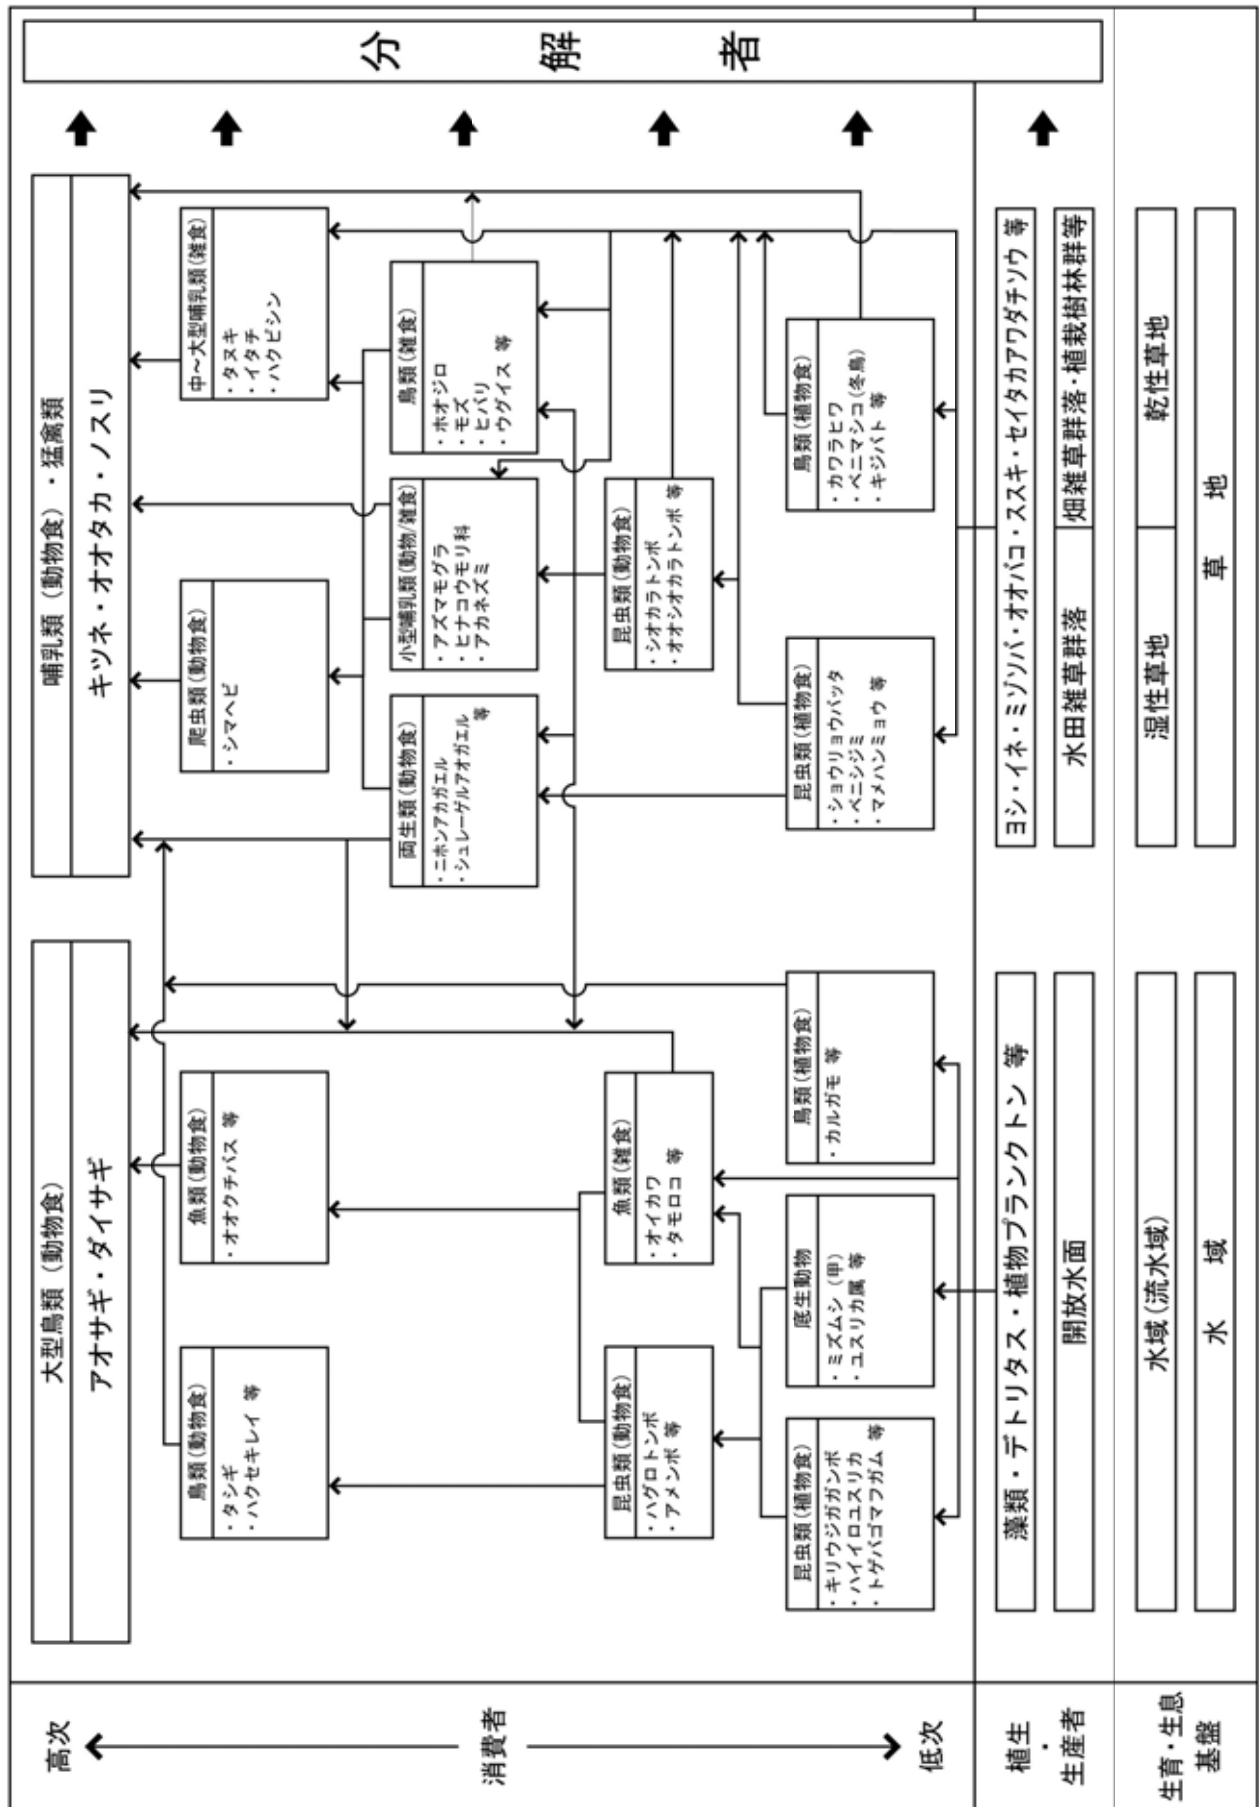 高次
消費者
低次
植生
・
生産者
生育・生息
基盤
大型鳥類(動物食)
アオサギ・ダイサギ
哺乳類(動物食)・猛禽類
キツネ・オオタカ・ノスリ
鳥類(動物食)
・タシギ
・ハクセキレイ 等
魚類(動物食)
・オオクチバス 等
爬虫類(動物食)
・シマヘビ
中~大型哺乳類(雑食)
・タヌキ
・イタチ
・ハクビシン
両生類(動物食)
・ニホンアカガエル
・シュレーゲルアオガエル
等
小型哺乳類(動物/雑食)
・アズマモグラ
・ヒナコウモリ科
・アカネズミ
鳥類(雑食)
・ホオジロ
・モズ
・ヒバリ
・ウグイス 等
昆虫類(動物食)
・ハグロトンボ
・アメンボ 等
魚類(雑食)
・オイカワ
・タモロコ 等
昆虫類(動物食)
・シオカラトンボ
・オオシオカラトンボ 等
昆虫類(植物食)
・キリウジガガンボ
・ハイイロユスリカ
・トゲバゴマフガムシ 等
底生動物
・ミズムシ(甲)
・ユスリカ属 等
鳥類(植物食)
・カルガモ 等
昆虫類(植物食)
・ショウリョウバッタ
・ベニシジミ
・マメハンミョウ 等
鳥類(植物食)
・カワラヒワ
・ベニマシコ(冬鳥)
・キジバト 等
藻類・デトリタス・植物プランクトン 等
ヨシ・イネ・ミゾソバ・オオバコ・ススキ・セイタカアワダチソウ 等
開放水面
水田雑草群落
畑雑草群落・植栽樹林群等
水域(流水域)
湿性草地
乾性草地
水域
草地
分解者